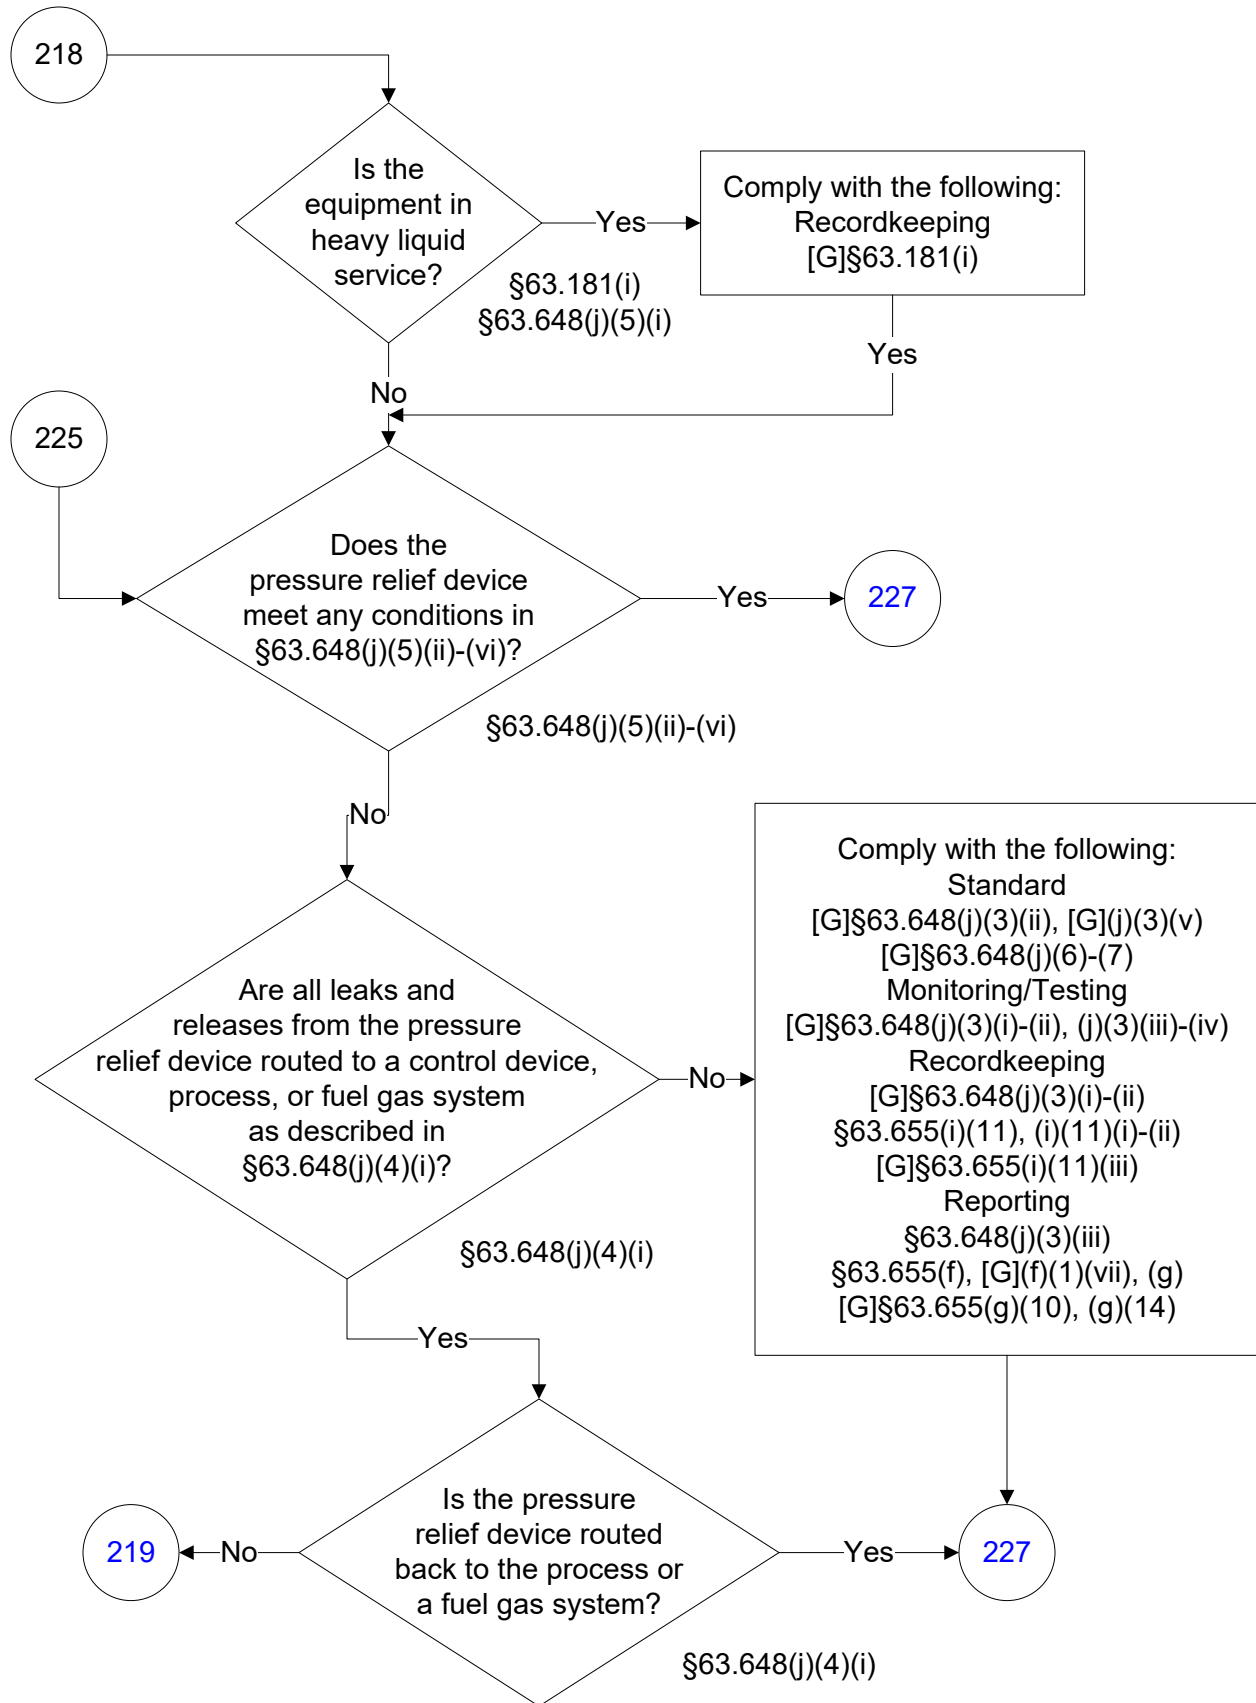 218
Is the
equipment in
heavy liquid
service?
Yes
§63.181(i)
§63.648(j)(5)(i)
Comply with the following:
Recordkeeping
[G]§63.181(i)
Yes
No
225
Does the
pressure relief device
meet any conditions in
§63.648(j)(5)(ii)-(vi)?
Yes
227
§63.648(j)(5)(ii)-(vi)
No
Are all leaks and
releases from the pressure
relief device routed to a control device,
process, or fuel gas system
as described in
§63.648(j)(4)(i)?
No
§63.648(j)(4)(i)
Comply with the following:
Standard
[G]§63.648(j)(3)(ii), [G](j)(3)(v)
[G]§63.648(j)(6)-(7)
Monitoring/Testing
[G]§63.648(j)(3)(i)-(ii), (j)(3)(iii)-(iv)
Recordkeeping
[G]§63.648(j)(3)(i)-(ii)
§63.655(i)(11), (i)(11)(i)-(ii)
[G]§63.655(i)(11)(iii)
Reporting
§63.648(j)(3)(iii)
§63.655(f), [G](f)(1)(vii), (g)
[G]§63.655(g)(10), (g)(14)
Yes
Is the pressure
relief device routed
back to the process or
a fuel gas system?
No
219
Yes
227
§63.648(j)(4)(i)